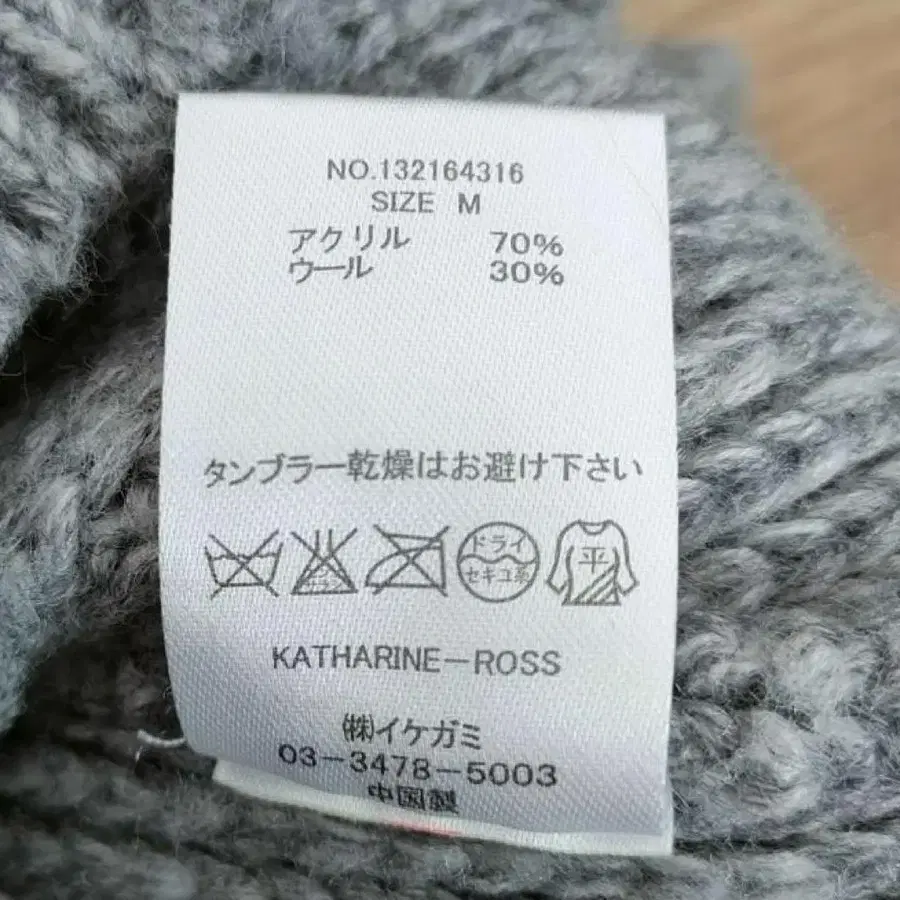 NO.132164316
SIZE M
アクリル 70%
ウール 30%
タンブラー乾燥はお避け下さい
ドライ
セキユ系
平
KATHARINE-ROSS
㈱イケガミ
03-3478-5003
中国製